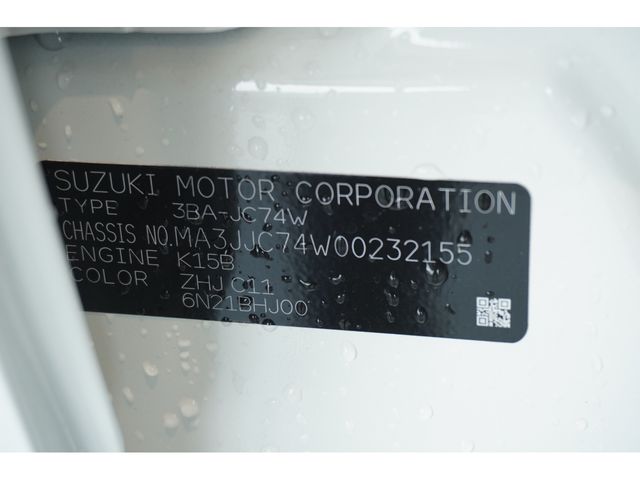 SUZUKI MOTOR CORPORATION
TYPE 3BA-JC74W
CHASSIS NO. MA3JJC74W00232155
ENGINE K15B
COLOR ZHJ C11
6N21BHJ00